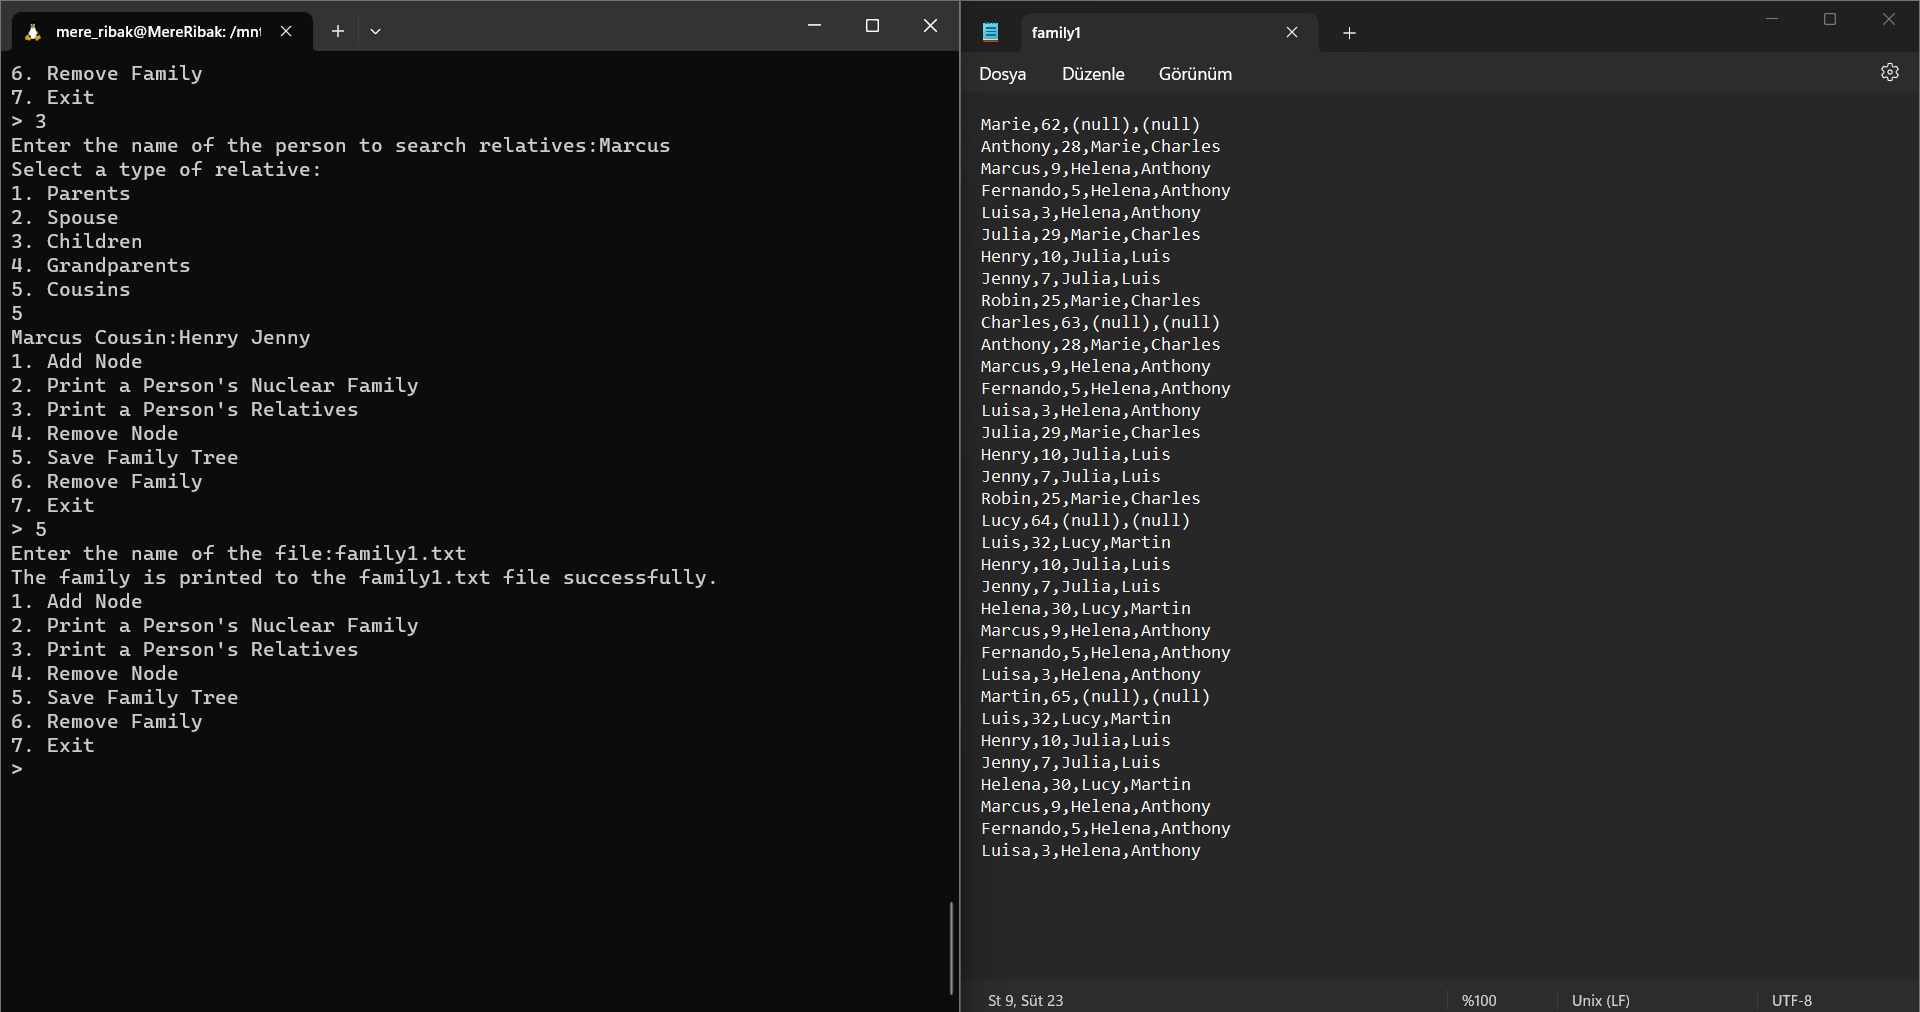 mere_ribak@MereRibak: /mnt
6. Remove Family
7. Exit
> 3
Enter the name of the person to search relatives:Marcus
Select a type of relative:
1. Parents
2. Spouse
3. Children
4. Grandparents
5. Cousins
5
Marcus Cousin:Henry Jenny
1. Add Node
2. Print a Person's Nuclear Family
3. Print a Person's Relatives
4. Remove Node
5. Save Family Tree
6. Remove Family
7. Exit
> 5
Enter the name of the file:family1.txt
The family is printed to the family1.txt file successfully.
1. Add Node
2. Print a Person's Nuclear Family
3. Print a Person's Relatives
4. Remove Node
5. Save Family Tree
6. Remove Family
7. Exit
>
family1
Dosya Düzenle Görünüm
Marie,62,(null),(null)
Anthony,28,Marie,Charles
Marcus,9,Helena,Anthony
Fernando,5,Helena,Anthony
Luisa,3,Helena,Anthony
Julia,29,Marie,Charles
Henry,10,Julia,Luis
Jenny,7,Julia,Luis
Robin,25,Marie,Charles
Charles,63,(null),(null)
Anthony,28,Marie,Charles
Marcus,9,Helena,Anthony
Fernando,5,Helena,Anthony
Luisa,3,Helena,Anthony
Julia,29,Marie,Charles
Henry,10,Julia,Luis
Jenny,7,Julia,Luis
Robin,25,Marie,Charles
Lucy,64,(null),(null)
Luis,32,Lucy,Martin
Henry,10,Julia,Luis
Jenny,7,Julia,Luis
Helena,30,Lucy,Martin
Marcus,9,Helena,Anthony
Fernando,5,Helena,Anthony
Luisa,3,Helena,Anthony
Martin,65,(null),(null)
Luis,32,Lucy,Martin
Henry,10,Julia,Luis
Jenny,7,Julia,Luis
Helena,30,Lucy,Martin
Marcus,9,Helena,Anthony
Fernando,5,Helena,Anthony
Luisa,3,Helena,Anthony
St 9, Süt 23 %100 Unix (LF) UTF-8